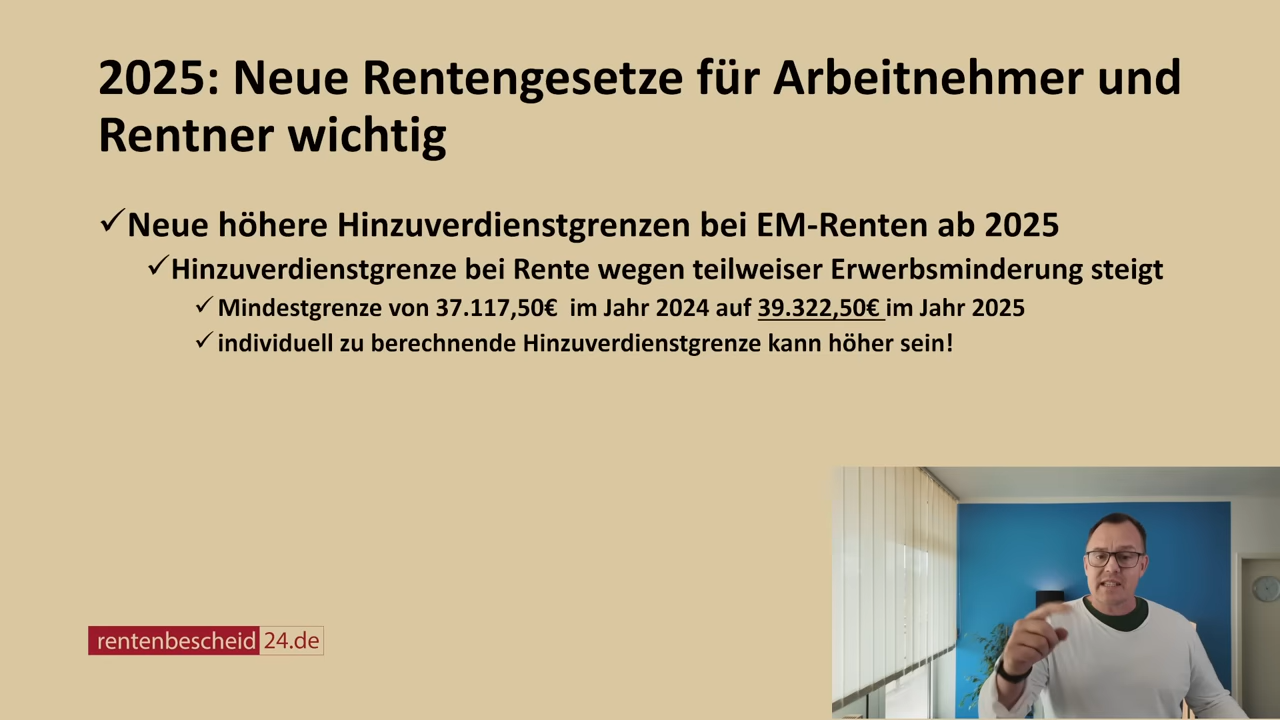 2025: Neue Rentengesetze für Arbeitnehmer und
Rentner wichtig
✓Neue höhere Hinzuverdienstgrenzen bei EM-Renten ab 2025
✓Hinzuverdienstgrenze bei Rente wegen teilweiser Erwerbsminderung steigt
✓ Mindestgrenze von 37.117,50€ im Jahr 2024 auf 39.322,50€ im Jahr 2025
✓ individuell zu berechnende Hinzuverdienstgrenze kann höher sein!
rentenbescheid 24.de